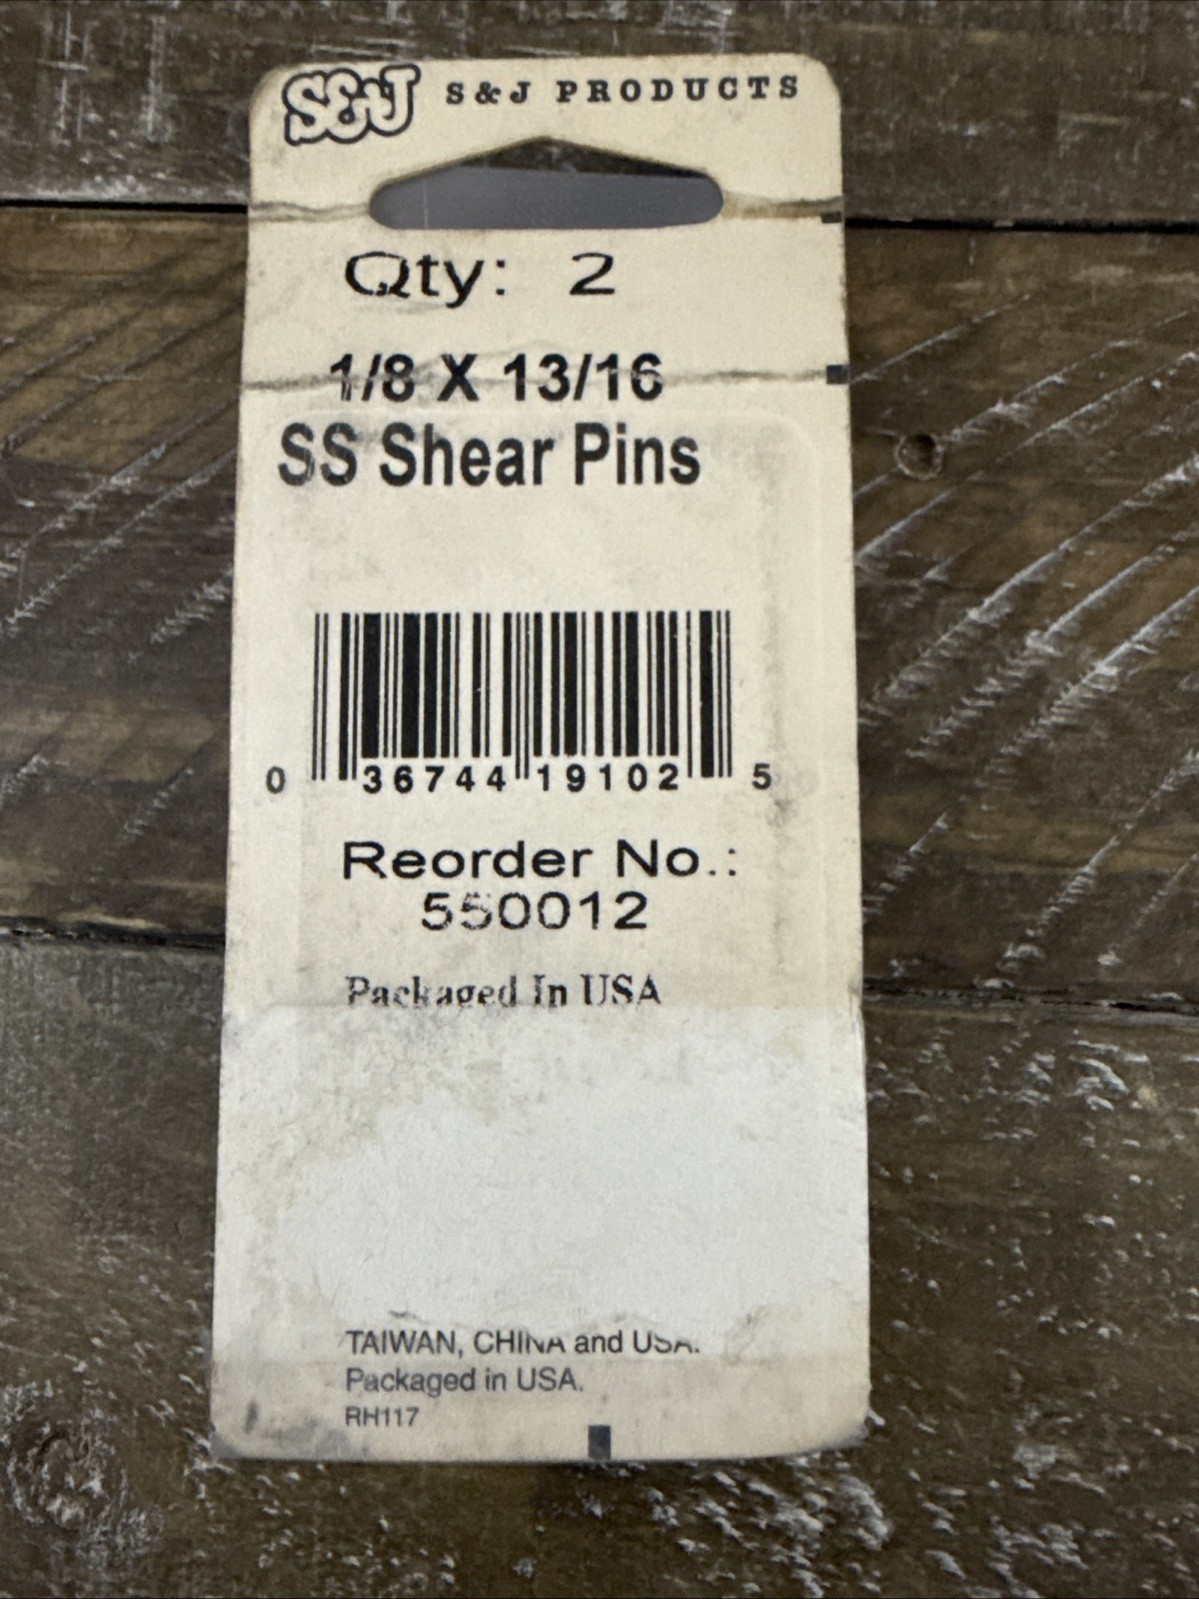 S&J S&J PRODUCTS
Qty: 2
1/8 X 13/16
SS Shear Pins
0 36744 19102 5
Reorder No.:
550012
Packaged In USA
TAIWAN, CHINA and USA.
Packaged in USA.
RH117